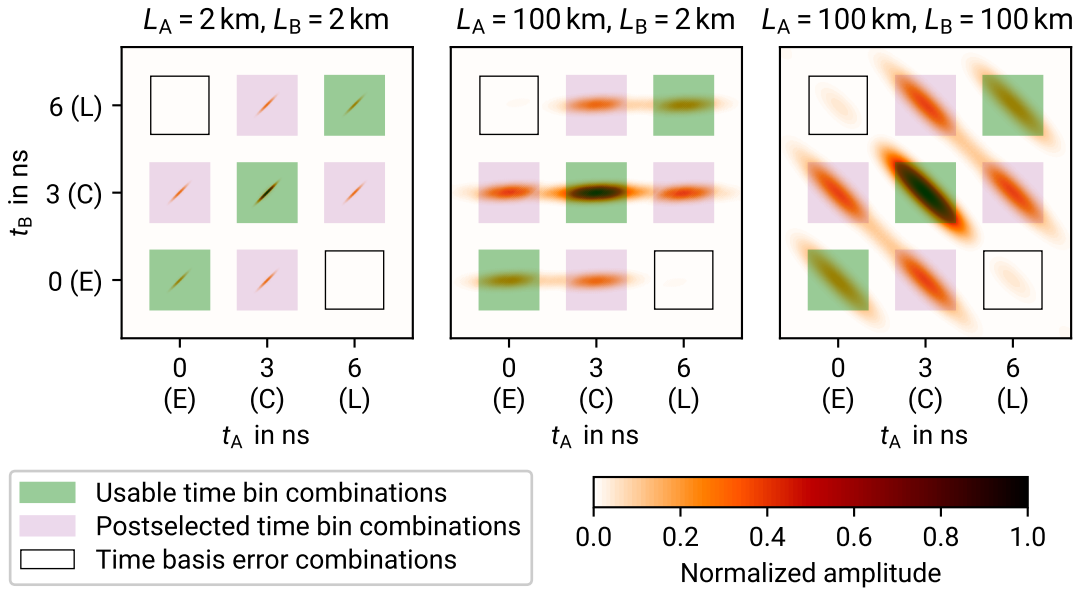 L_A = 2 km, L_B = 2 km
L_A = 100 km, L_B = 2 km
L_A = 100 km, L_B = 100 km
t_B in ns
6 (L)
3 (C)
0 (E)
0 3 6
(E) (C) (L)
t_A in ns
0 3 6
(E) (C) (L)
t_A in ns
0 3 6
(E) (C) (L)
t_A in ns
Usable time bin combinations
Postselected time bin combinations
Time basis error combinations
0.0 0.2 0.4 0.6 0.8 1.0
Normalized amplitude